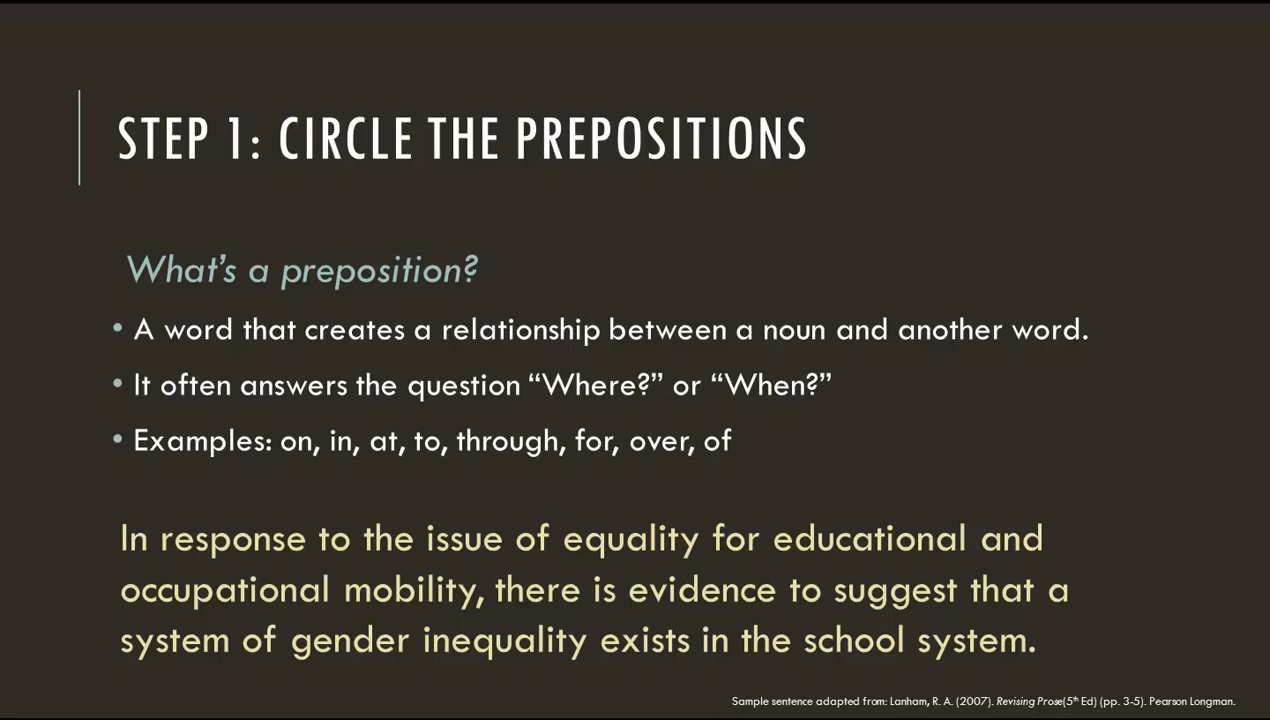 STEP 1: CIRCLE THE PREPOSITIONS
What's a preposition?
• A word that creates a relationship between a noun and another word.
• It often answers the question “Where?” or “When?”
• Examples: on, in, at, to, through, for, over, of
In response to the issue of equality for educational and
occupational mobility, there is evidence to suggest that a
system of gender inequality exists in the school system.
Sample sentence adapted from: Lanham, R. A. (2007). Revising Prose(5th Ed) (pp. 3-5). Pearson Longman.